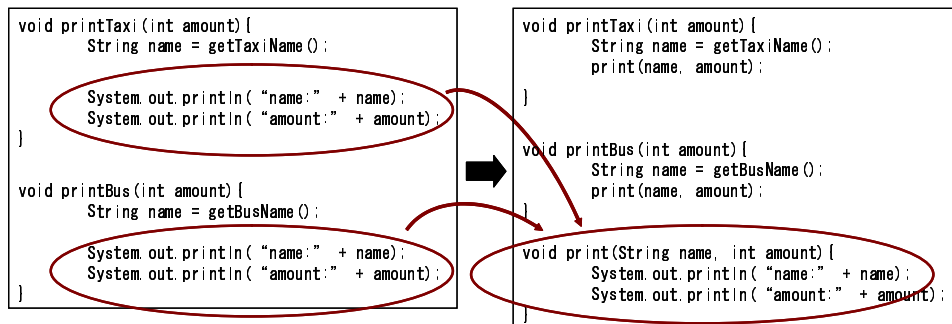 void printTaxi(int amount){
String name = getTaxiName();
System.out.println( “name:” + name);
System.out.println( “amount:” + amount);
}
void printBus(int amount){
String name = getBusName();
System.out.println( “name:” + name);
System.out.println( “amount:” + amount);
}
void printTaxi(int amount){
String name = getTaxiName();
print(name, amount);
}
void printBus(int amount){
String name = getBusName();
print(name, amount);
}
void print(String name, int amount){
System.out.println( “name:” + name);
System.out.println( “amount:” + amount);
}